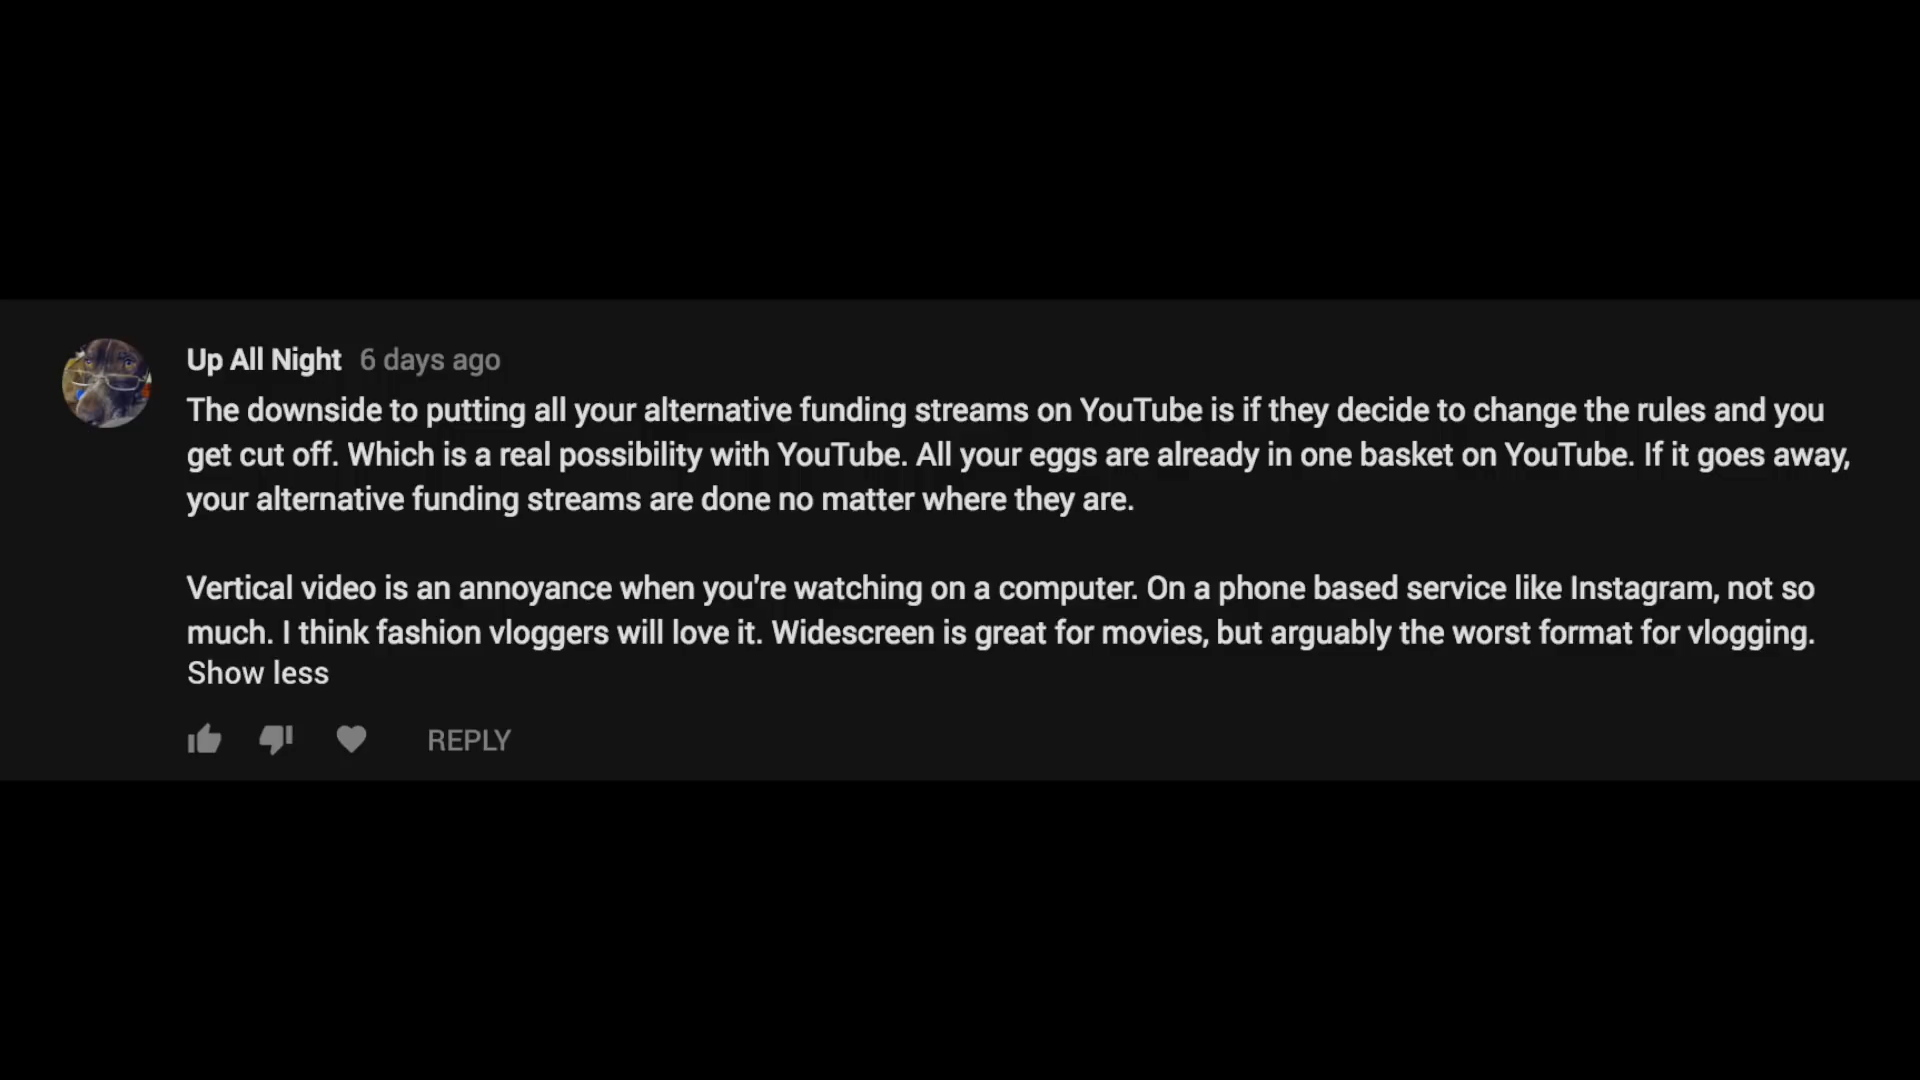 Up All Night 6 days ago
The downside to putting all your alternative funding streams on YouTube is if they decide to change the rules and you
get cut off. Which is a real possibility with YouTube. All your eggs are already in one basket on YouTube. If it goes away,
your alternative funding streams are done no matter where they are.
Vertical video is an annoyance when you're watching on a computer. On a phone based service like Instagram, not so
much. I think fashion vloggers will love it. Widescreen is great for movies, but arguably the worst format for vlogging.
Show less
REPLY